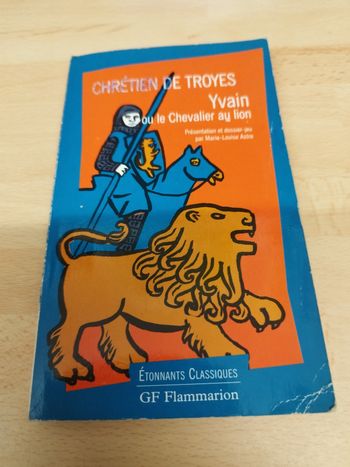 CHRÉTIEN DE TROYES
Yvain
ou le Chevalier au lion
Présentation et dossier-jeu
par Marie-Louise Astre
ÉTONNANTS CLASSIQUES
GF Flammarion